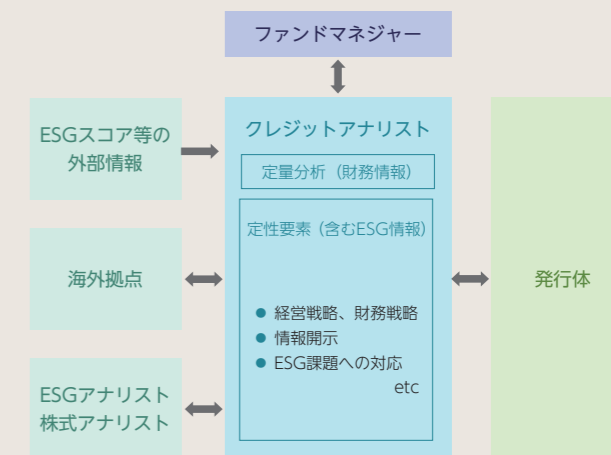 ファンドマネジャー
ESGスコア等の
外部情報
海外拠点
ESGアナリスト
株式アナリスト
クレジットアナリスト
定量分析（財務情報）
定性要素（含むESG情報）
● 経営戦略、財務戦略
● 情報開示
● ESG課題への対応
etc
発行体